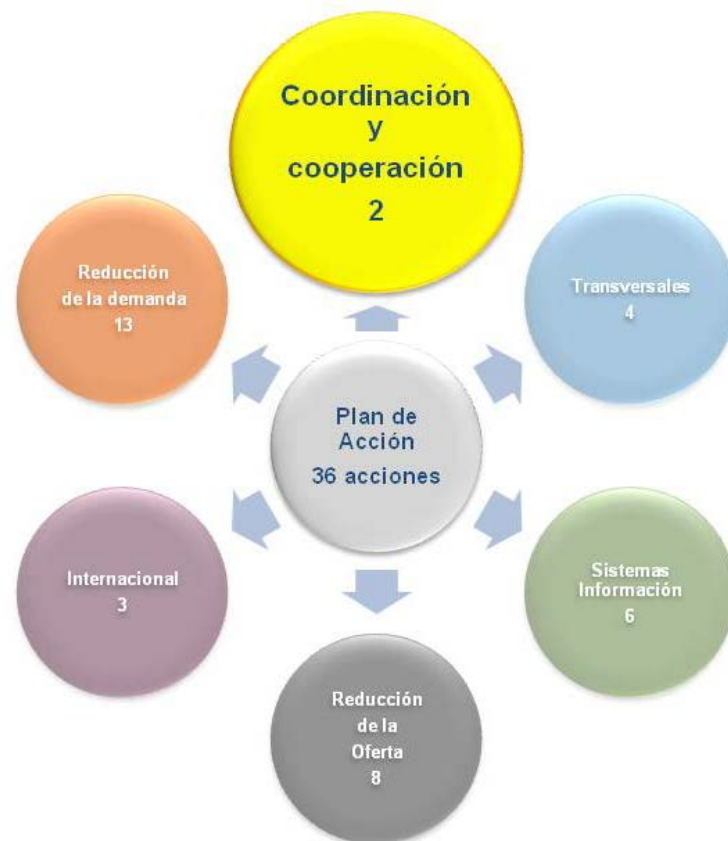 Coordinación
y
cooperación
2
Reducción
de la demanda
13
Transversales
4
Plan de
Acción
36 acciones
Internacional
3
Sistemas
Información
6
Reducción
de la
Oferta
8